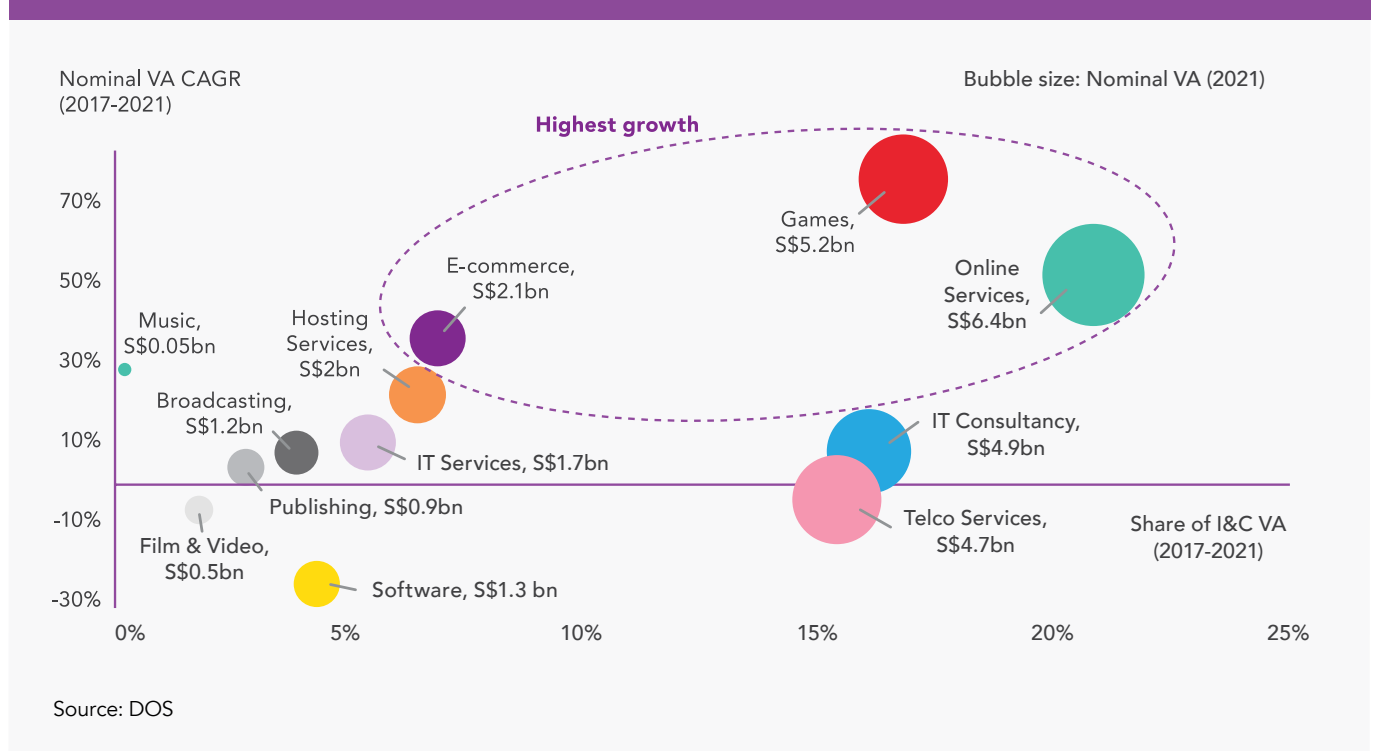 Nominal VA CAGR
(2017-2021)
Bubble size: Nominal VA (2021)
Highest growth
70%
50%
30%
10%
-10%
-30%
Games,
S$5.2bn
Online
Services,
S$6.4bn
E-commerce,
S$2.1bn
Hosting
Services,
S$2bn
Music,
S$0.05bn
Broadcasting,
S$1.2bn
IT Services, S$1.7bn
IT Consultancy,
S$4.9bn
Publishing, S$0.9bn
Telco Services,
S$4.7bn
Share of I&C VA
(2017-2021)
Film & Video,
S$0.5bn
Software, S$1.3 bn
0%
5%
10%
15%
20%
25%
Source: DOS